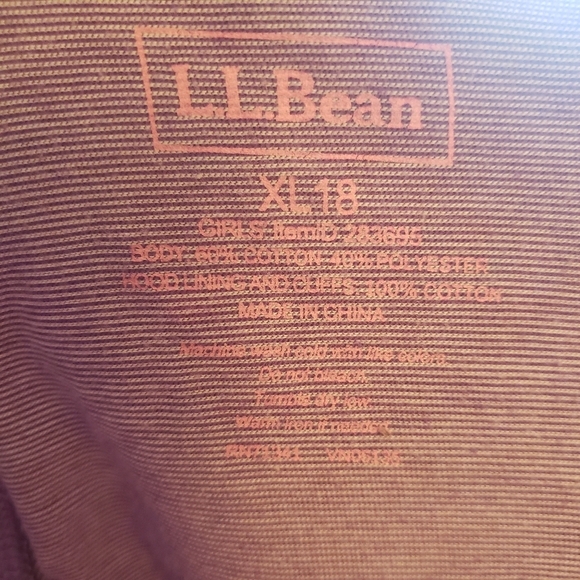 L.L.Bean
XL 18
GIRLS' ItemID 283695
BODY: 60% COTTON 40% POLYESTER
HOOD LINING AND CUFFS: 100% COTTON
MADE IN CHINA
Machine wash cold with like colors.
Do not bleach.
Tumble dry low.
Warm iron if needed.